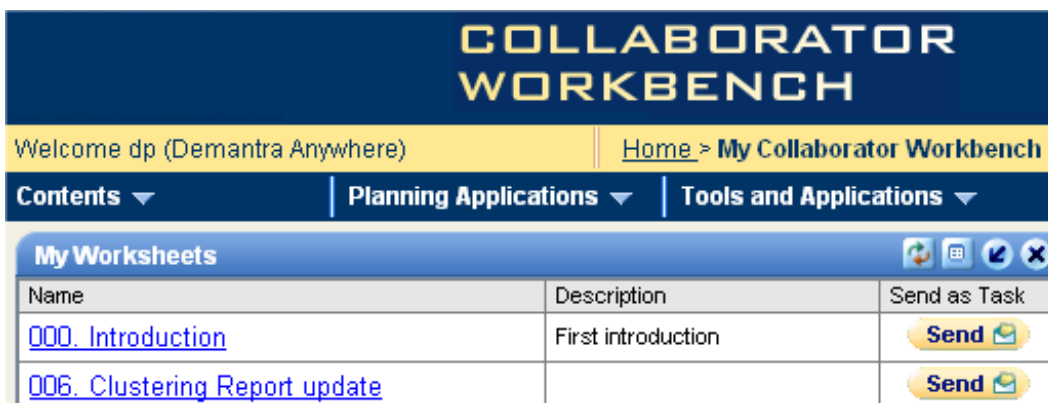 COLLABORATOR
WORKBENCH
Welcome dp (Demantra Anywhere) Home > My Collaborator Workbench
Contents Planning Applications Tools and Applications
My Worksheets
Name Description Send as Task
000. Introduction First introduction Send
006. Clustering Report update Send